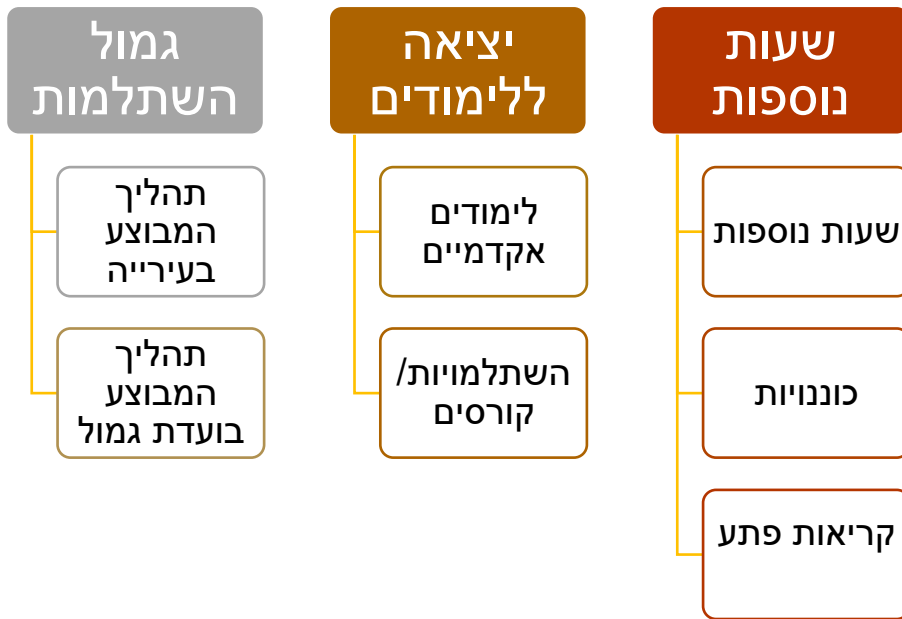 שעות
נוספות
שעות נוספות
כוננויות
קריאות פתע
יציאה
ללימודים
לימודים
אקדמיים
השתלמויות/
קורסים
גמול
השתלמות
תהליך
המבוצע
בעירייה
תהליך
המבוצע
בועדת גמול